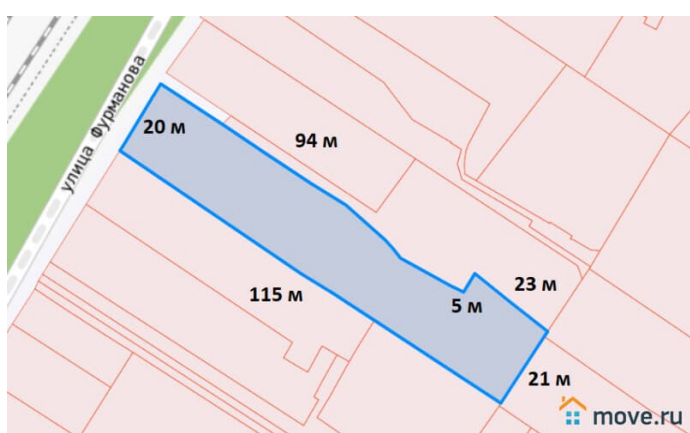 улица Фурманова
20 м
94 м
115 м
5 м
23 м
21 м
move.ru